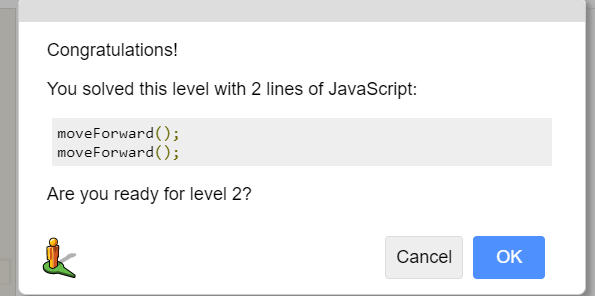 Congratulations!
You solved this level with 2 lines of JavaScript:
moveForward();
moveForward();
Are you ready for level 2?
Cancel
OK